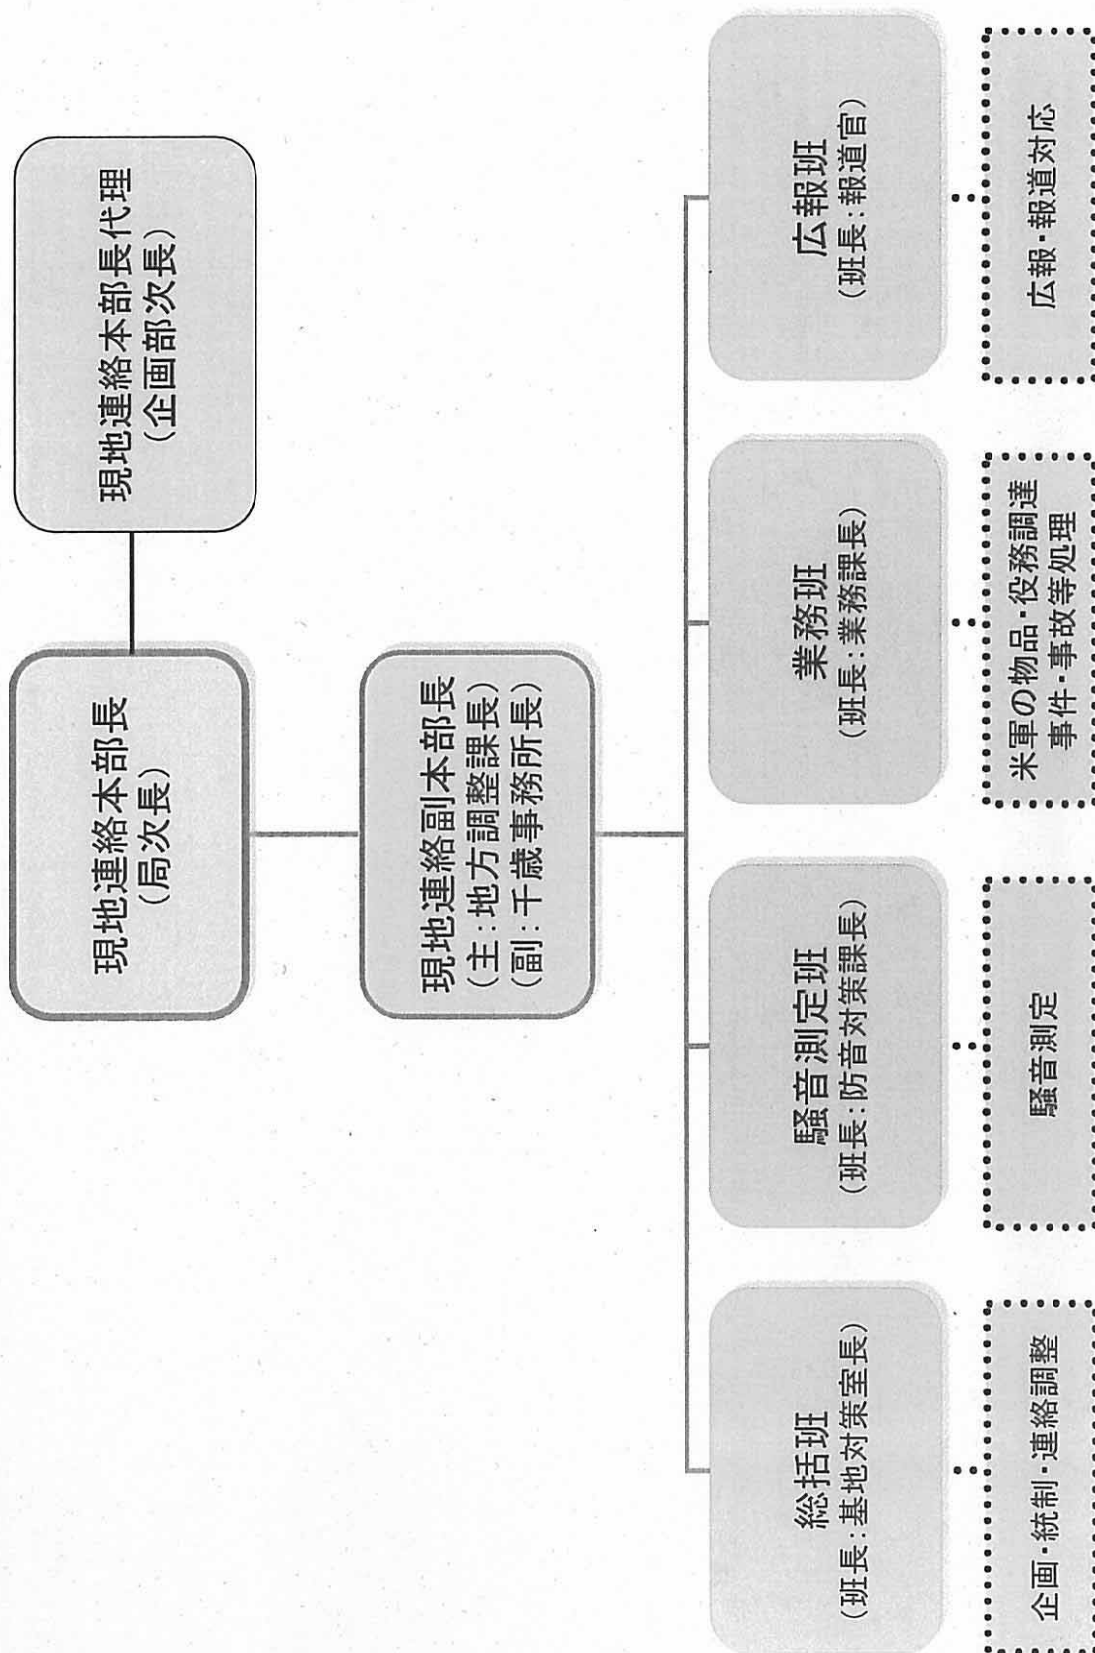 現地連絡本部長
(局次長)
現地連絡本部長代理
(企画部次長)
現地連絡副本部長
(主:地方調整課長)
(副:千歳事務所長)
総括班
(班長:基地対策室長)
騒音測定班
(班長:防音対策課長)
業務班
(班長:業務課長)
広報班
(班長:報道官)
企画・統制・連絡調整
騒音測定
米軍の物品・役務調達
事件・事故等処理
広報・報道対応